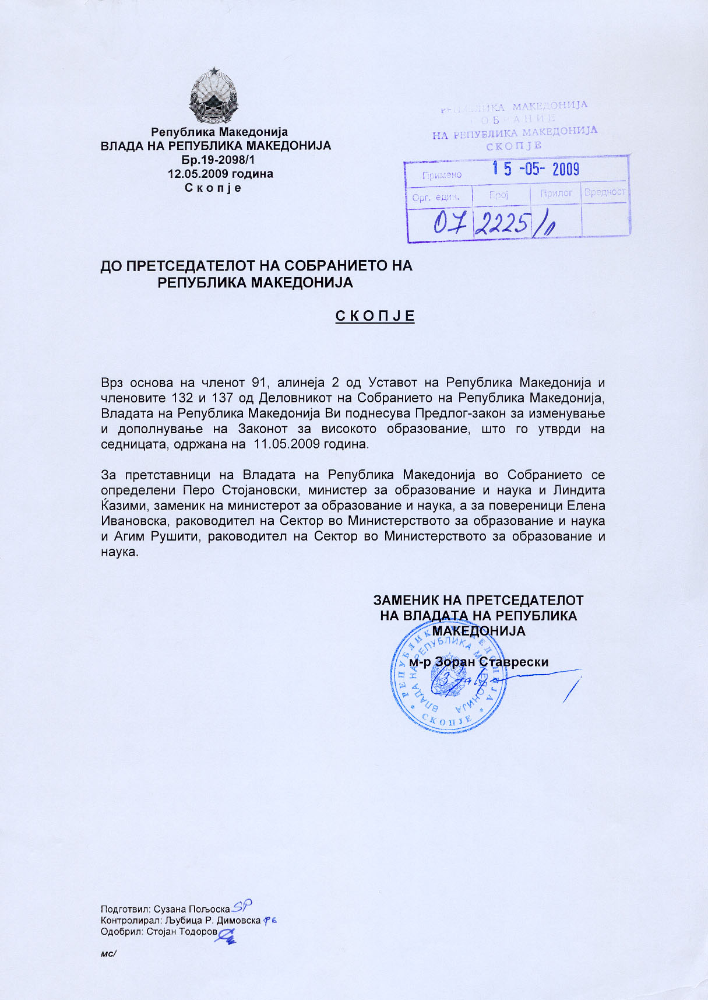 Република Македонија
ВЛАДА НА РЕПУБЛИКА МАКЕДОНИЈА
Бр.19-2098/1
12.05.2009 година
С к о п ј е
РЕПУБЛИКА МАКЕДОНИЈА
СОБРАНИЕ
НА РЕПУБЛИКА МАКЕДОНИЈА
СКОПЈЕ
Примено 15 -05- 2009
Орг. един. Број Прилог Вредност
07 2225/1
ДО ПРЕТСЕДАТЕЛОТ НА СОБРАНИЕТО НА
РЕПУБЛИКА МАКЕДОНИЈА
С К О П Ј Е
Врз основа на членот 91, алинеја 2 од Уставот на Република Македонија и
членовите 132 и 137 од Деловникот на Собранието на Република Македонија,
Владата на Република Македонија Ви поднесува Предлог-закон за изменување
и дополнување на Законот за високото образование, што го утврди на
седницата, одржана на 11.05.2009 година.
За претставници на Владата на Република Македонија во Собранието се
определени Перо Стојановски, министер за образование и наука и Линдита
Ќазими, заменик на министерот за образование и наука, а за повереници Елена
Ивановска, раководител на Сектор во Министерството за образование и наука
и Агим Рушити, раководител на Сектор во Министерството за образование и
наука.
ЗАМЕНИК НА ПРЕТСЕДАТЕЛОТ
НА ВЛАДАТА НА РЕПУБЛИКА
МАКЕДОНИЈА
м-р Зоран Ставрески
РЕПУБЛИКА МАКЕДОНИЈА
ВЛАДА НА РЕПУБЛИКА МАКЕДОНИЈА
* СКОПЈЕ *
Подготвил: Сузана Пољоска SP
Контролирал: Љубица Р. Димовска
Одобрил: Стојан Тодоров
мс/